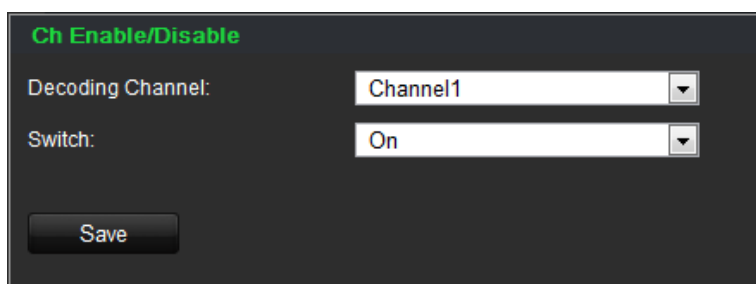 Ch Enable/Disable
Decoding Channel: Channel1
Switch: On
Save